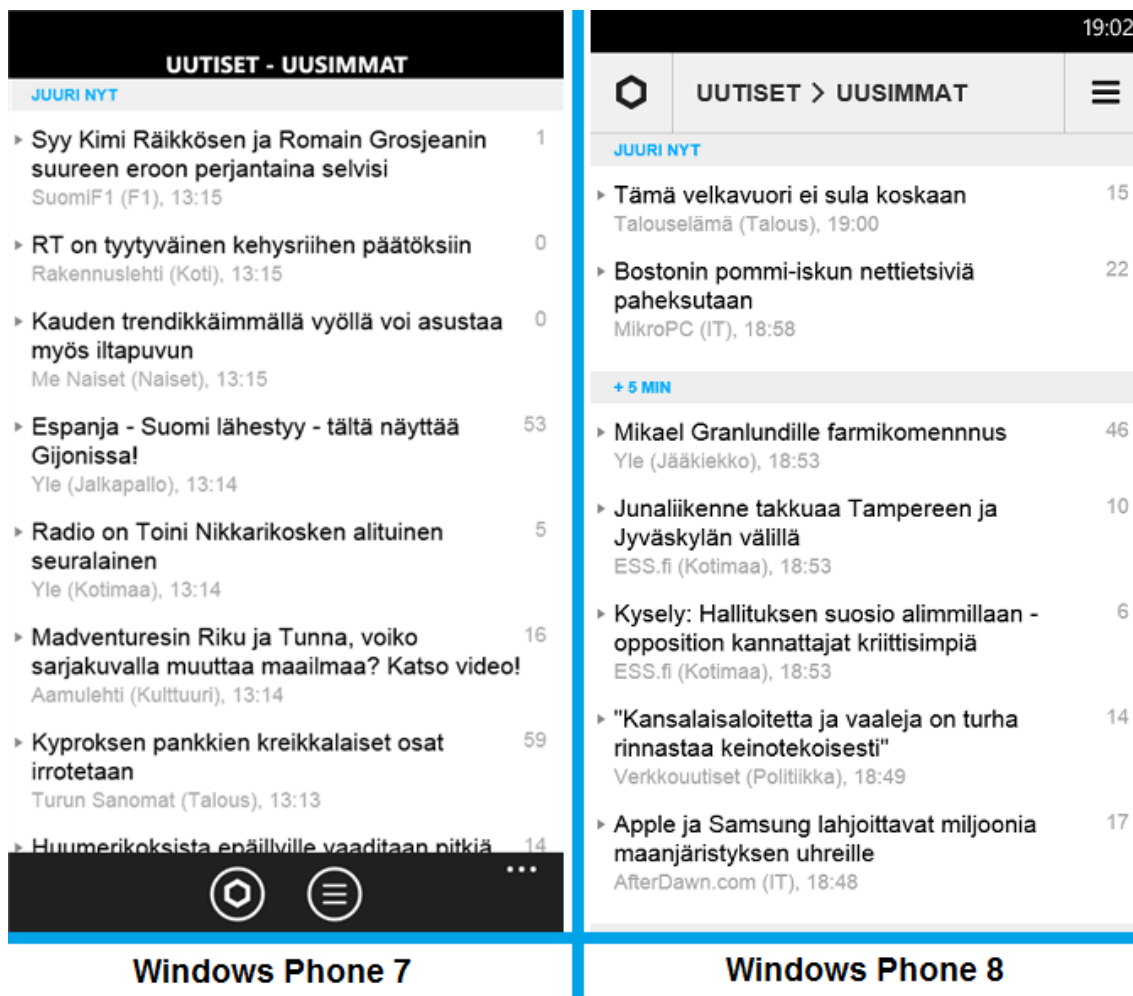 UUTISET - UUSIMMAT
JUURI NYT
Syy Kimi Räikkösen ja Romain Grosjeanin 1
suureen eroon perjantaina selvisi
SuomiF1 (F1), 13:15
RT on tyytyväinen kehysriihen päätöksiin 0
Rakennuslehti (Koti), 13:15
Kauden trendikkäimmällä vyöllä voi asustaa 0
myös iltapuvun
Me Naiset (Naiset), 13:15
Espanja - Suomi lähestyy - tältä näyttää 53
Gijonissa!
Yle (Jalkapallo), 13:14
Radio on Toini Nikkarikosken alituinen 5
seuralainen
Yle (Kotimaa), 13:14
Madventuresin Riku ja Tunna, voiko 16
sarjakuvalla muuttaa maailmaa? Katso video!
Aamulehti (Kulttuuri), 13:14
Kyproksen pankkien kreikkalaiset osat 59
irrotetaan
Turun Sanomat (Talous), 13:13
Huumerikoksista epäillyille vaaditaan pitkiä 14
Windows Phone 7
19:02
UUTISET > UUSIMMAT
JUURI NYT
Tämä velkavuori ei sula koskaan 15
Talouselämä (Talous), 19:00
Bostonin pommi-iskun nettietsiviä 22
paheksutaan
MikroPC (IT), 18:58
+ 5 MIN
Mikael Granlundille farmikomennnus 46
Yle (Jääkiekko), 18:53
Junaliikenne takkuaa Tampereen ja 10
Jyväskylän välillä
ESS.fi (Kotimaa), 18:53
Kysely: Hallituksen suosio alimmillaan - 6
opposition kannattajat kriittisimpiä
ESS.fi (Kotimaa), 18:53
"Kansalaisaloitetta ja vaaleja on turha 14
rinnastaa keinotekoisesti"
Verkkouutiset (Politiikka), 18:49
Apple ja Samsung lahjoittavat miljoonia 17
maanjäristyksen uhreille
AfterDawn.com (IT), 18:48
Windows Phone 8